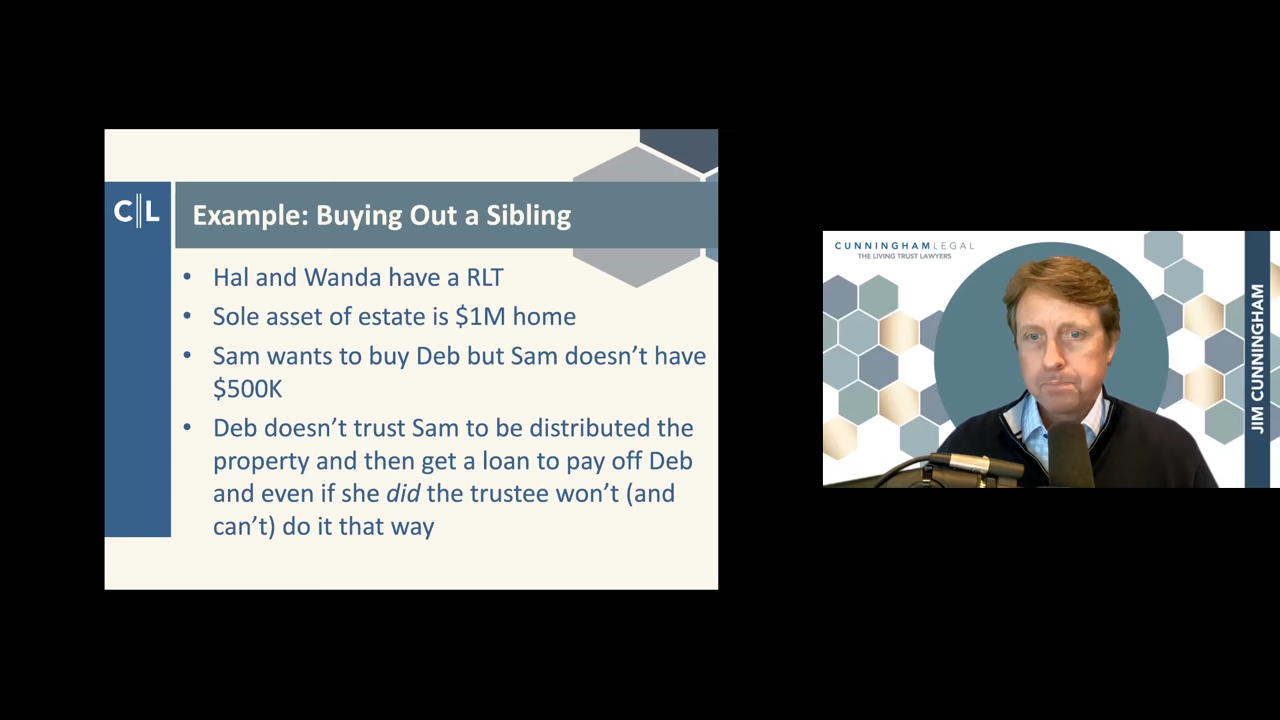 C||L
Example: Buying Out a Sibling
• Hal and Wanda have a RLT
• Sole asset of estate is $1M home
• Sam wants to buy Deb but Sam doesn’t have
$500K
• Deb doesn’t trust Sam to be distributed the
property and then get a loan to pay off Deb
and even if she did the trustee won’t (and
can’t) do it that way
CUNNINGHAMLEGAL
THE LIVING TRUST LAWYERS
JIM CUNNINGHAM